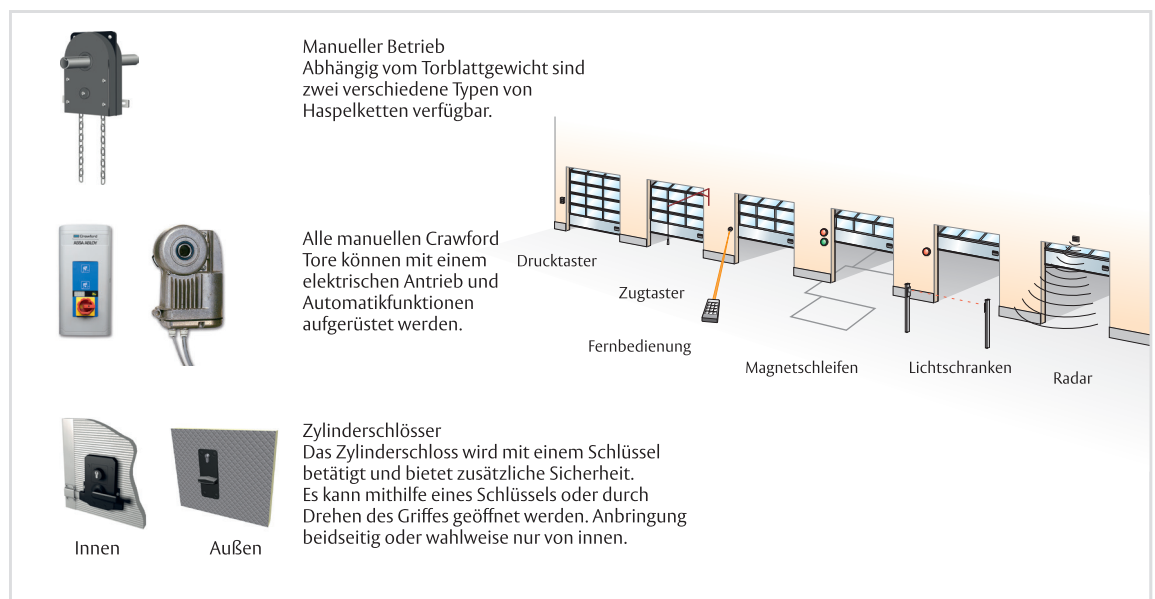 Manueller Betrieb
Abhängig vom Torblattgewicht sind
zwei verschiedene Typen von
Haspelketten verfügbar.
Crawford
ASSA ABLOY
Alle manuellen Crawford
Tore können mit einem
elektrischen Antrieb und
Automatikfunktionen
aufgerüstet werden.
Drucktaster
Zugtaster
Fernbedienung
Magnetschleifen
Lichtschranken
Radar
Zylinderschlösser
Das Zylinderschloss wird mit einem Schlüssel
betätigt und bietet zusätzliche Sicherheit.
Es kann mithilfe eines Schlüssels oder durch
Drehen des Griffes geöffnet werden. Anbringung
beidseitig oder wahlweise nur von innen.
Innen
Außen